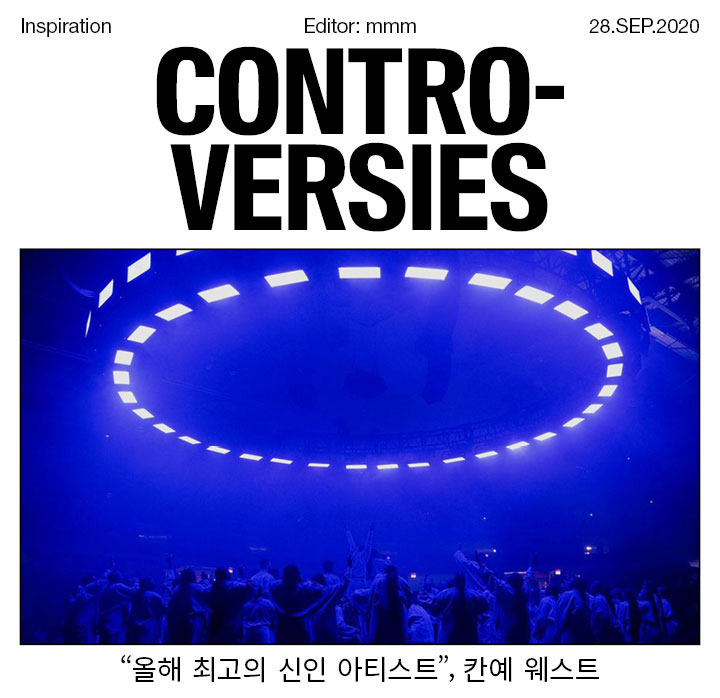 Inspiration Editor: mmm 28.SEP.2020
CONTRO-
VERSIES
“올해 최고의 신인 아티스트”, 칸예 웨스트